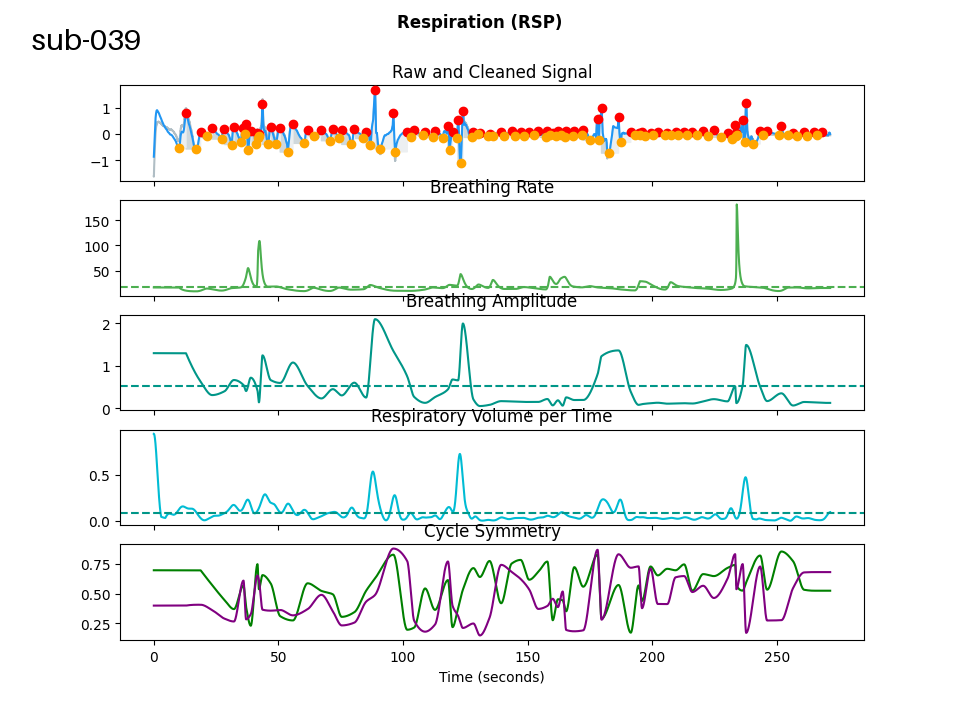 Respiration (RSP)
sub-039
Raw and Cleaned Signal
1
0
−1
Breathing Rate
150
100
50
Breathing Amplitude
2
1
0
Respiratory Volume per Time
0.5
0.0
Cycle Symmetry
0.75
0.50
0.25
0 50 100 150 200 250
Time (seconds)